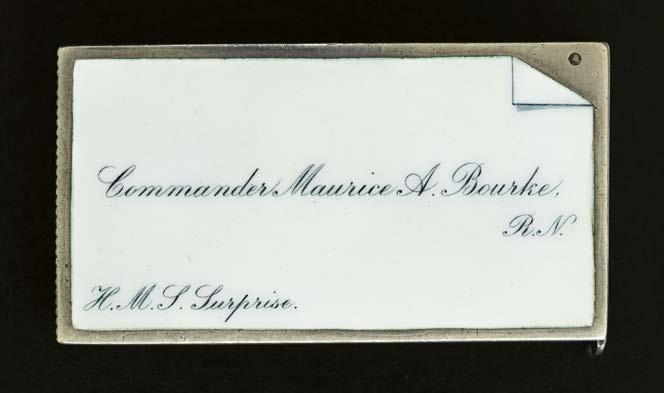 Commander Maurice A. Bourke,
R.N.
H.M.S. Surprise.